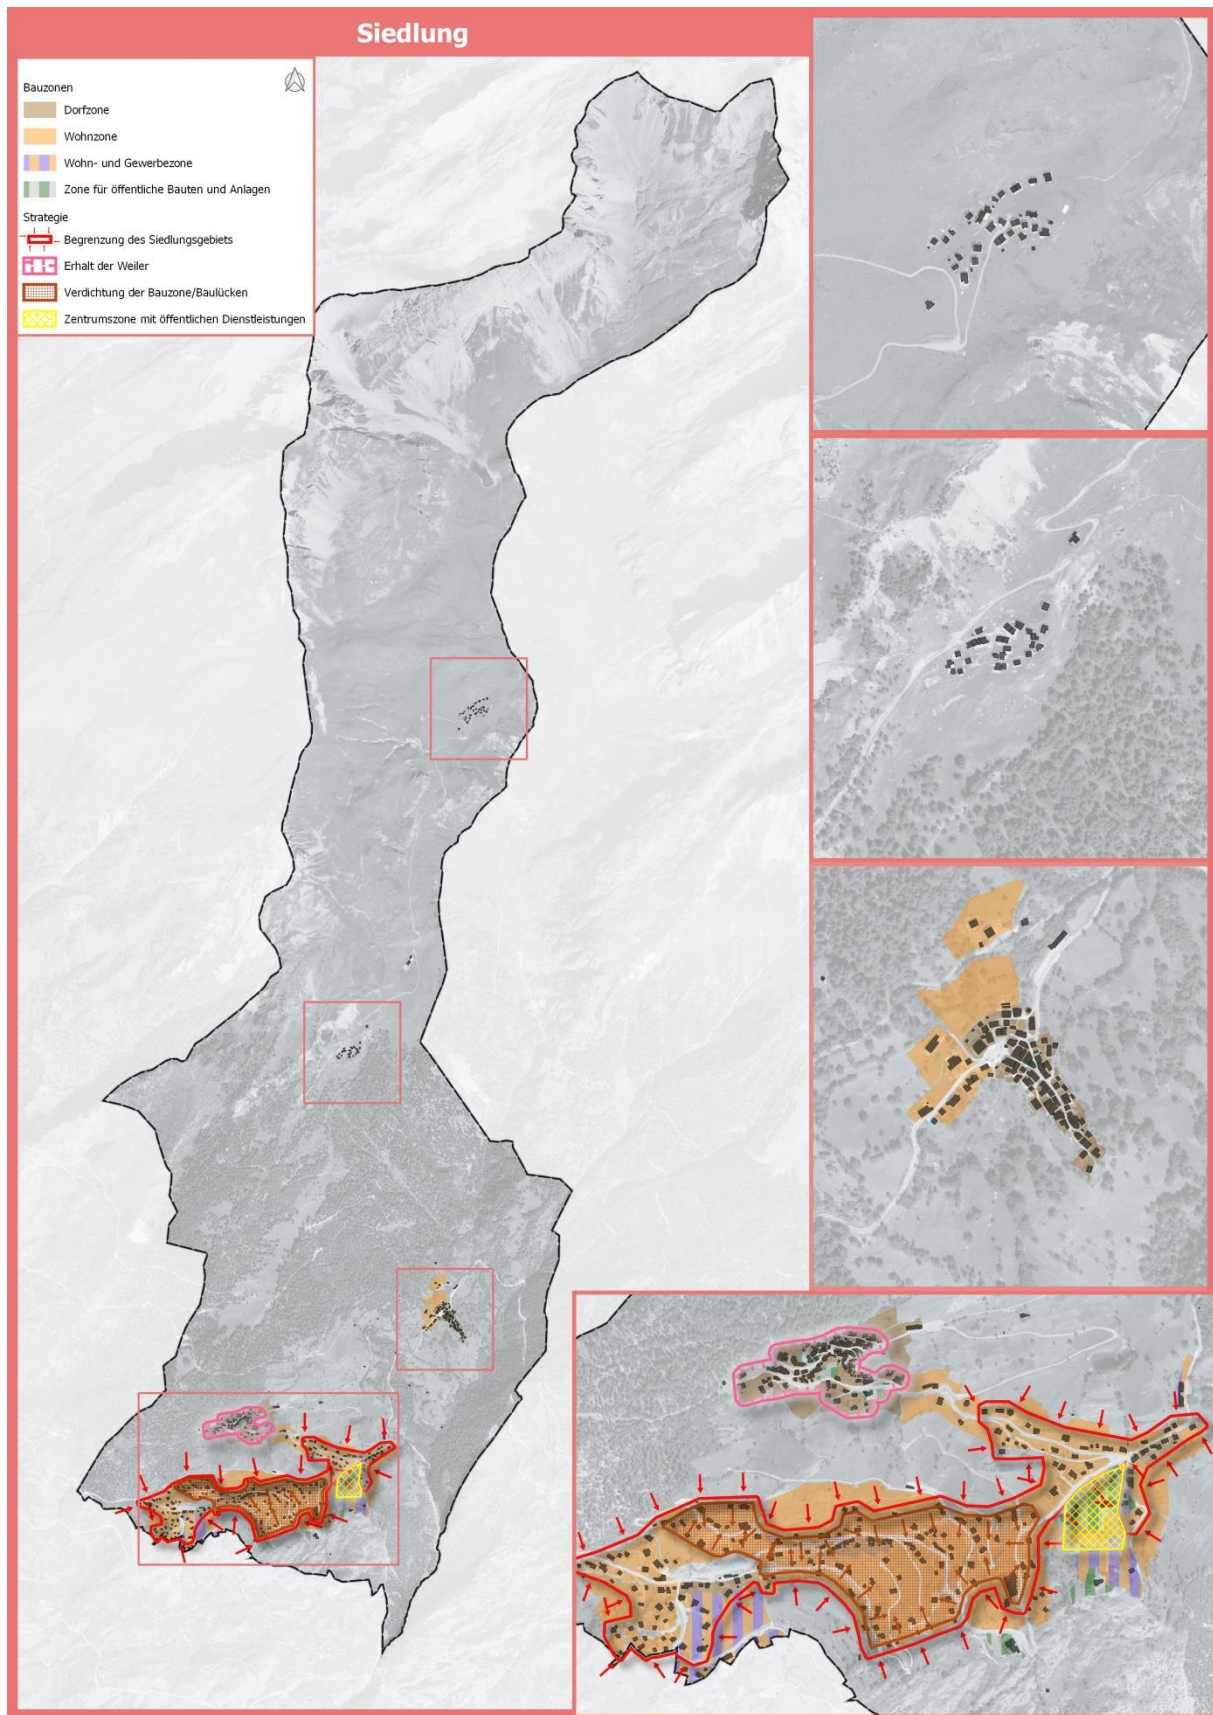 Siedlung
Bauzonen
Dorfzone
Wohnzone
Wohn- und Gewerbezone
Zone für öffentliche Bauten und Anlagen
Strategie
Begrenzung des Siedlungsgebiets
Erhalt der Weiler
Verdichtung der Bauzone/Baulücken
Zentrumszone mit öffentlichen Dienstleistungen